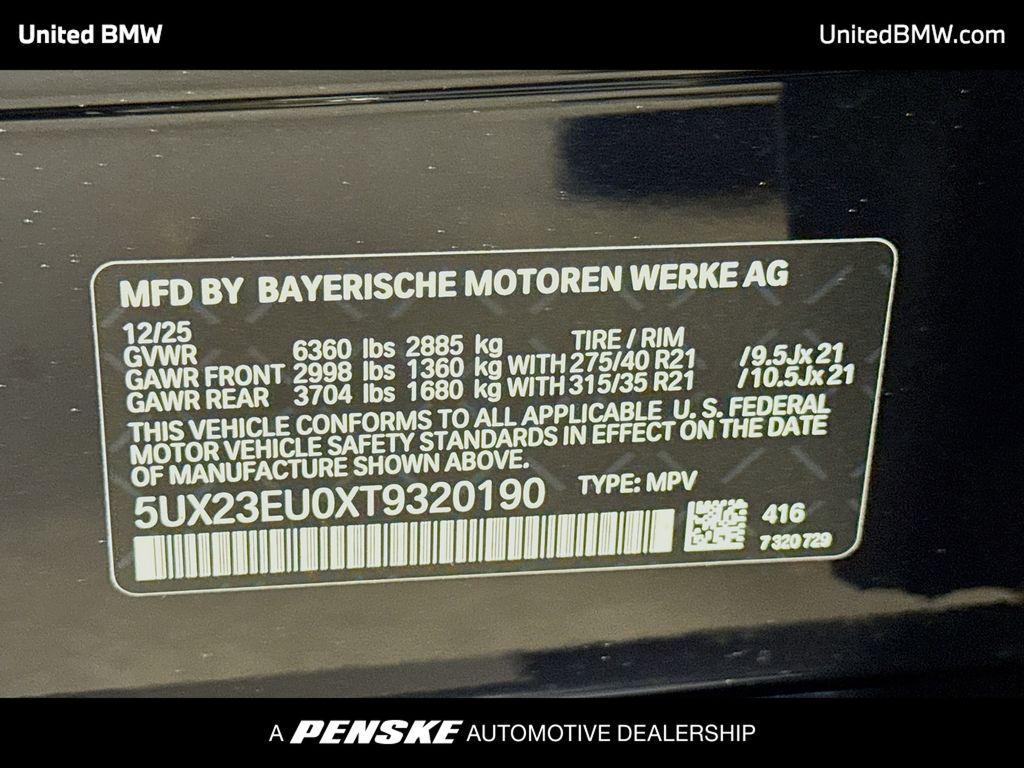 United BMW
UnitedBMW.com
MFD BY BAYERISCHE MOTOREN WERKE AG
12/25
TIRE / RIM
GVWR 6360 lbs 2885 kg
GAWR FRONT 2998 lbs 1360 kg WITH 275/40 R21 /9.5Jx21
GAWR REAR 3704 lbs 1680 kg WITH 315/35 R21 /10.5Jx21
THIS VEHICLE CONFORMS TO ALL APPLICABLE U. S. FEDERAL
MOTOR VEHICLE SAFETY STANDARDS IN EFFECT ON THE DATE
OF MANUFACTURE SHOWN ABOVE.
5UX23EU0XT9320190 TYPE: MPV
416
7320729
A PENSKE AUTOMOTIVE DEALERSHIP